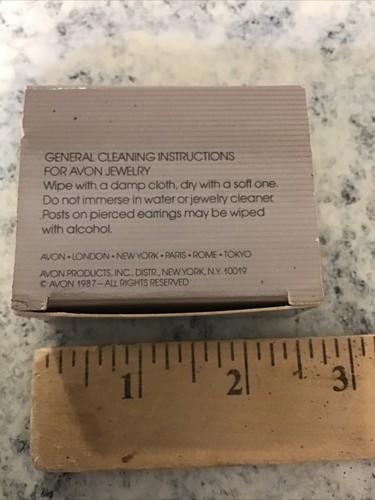 GENERAL CLEANING INSTRUCTIONS
FOR AVON JEWELRY
Wipe with a damp cloth, dry with a soft one.
Do not immerse in water or jewelry cleaner.
Posts on pierced earrings may be wiped
with alcohol.
AVON • LONDON • NEW YORK • PARIS • ROME • TOKYO
AVON PRODUCTS, INC. DISTR., NEW YORK, N.Y. 10019
© AVON 1987—ALL RIGHTS RESERVED
1 2 3